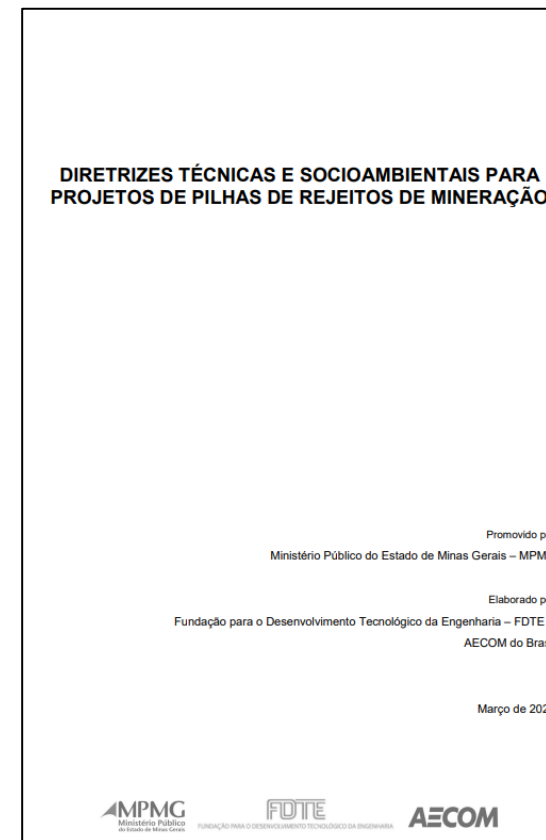 DIRETRIZES TÉCNICAS E SOCIOAMBIENTAIS PARA
PROJETOS DE PILHAS DE REJEITOS DE MINERAÇÃO
Promovido p
Ministério Público do Estado de Minas Gerais – MPM
Elaborado p
Fundação para o Desenvolvimento Tecnológico da Engenharia – FDTE
AECOM do Bras
Março de 202
MPMG
Ministério Público
do Estado de Minas Gerais
FDTE
FUNDAÇÃO PARA O DESENVOLVIMENTO TECNOLÓGICO DA ENGENHARIA
AECOM